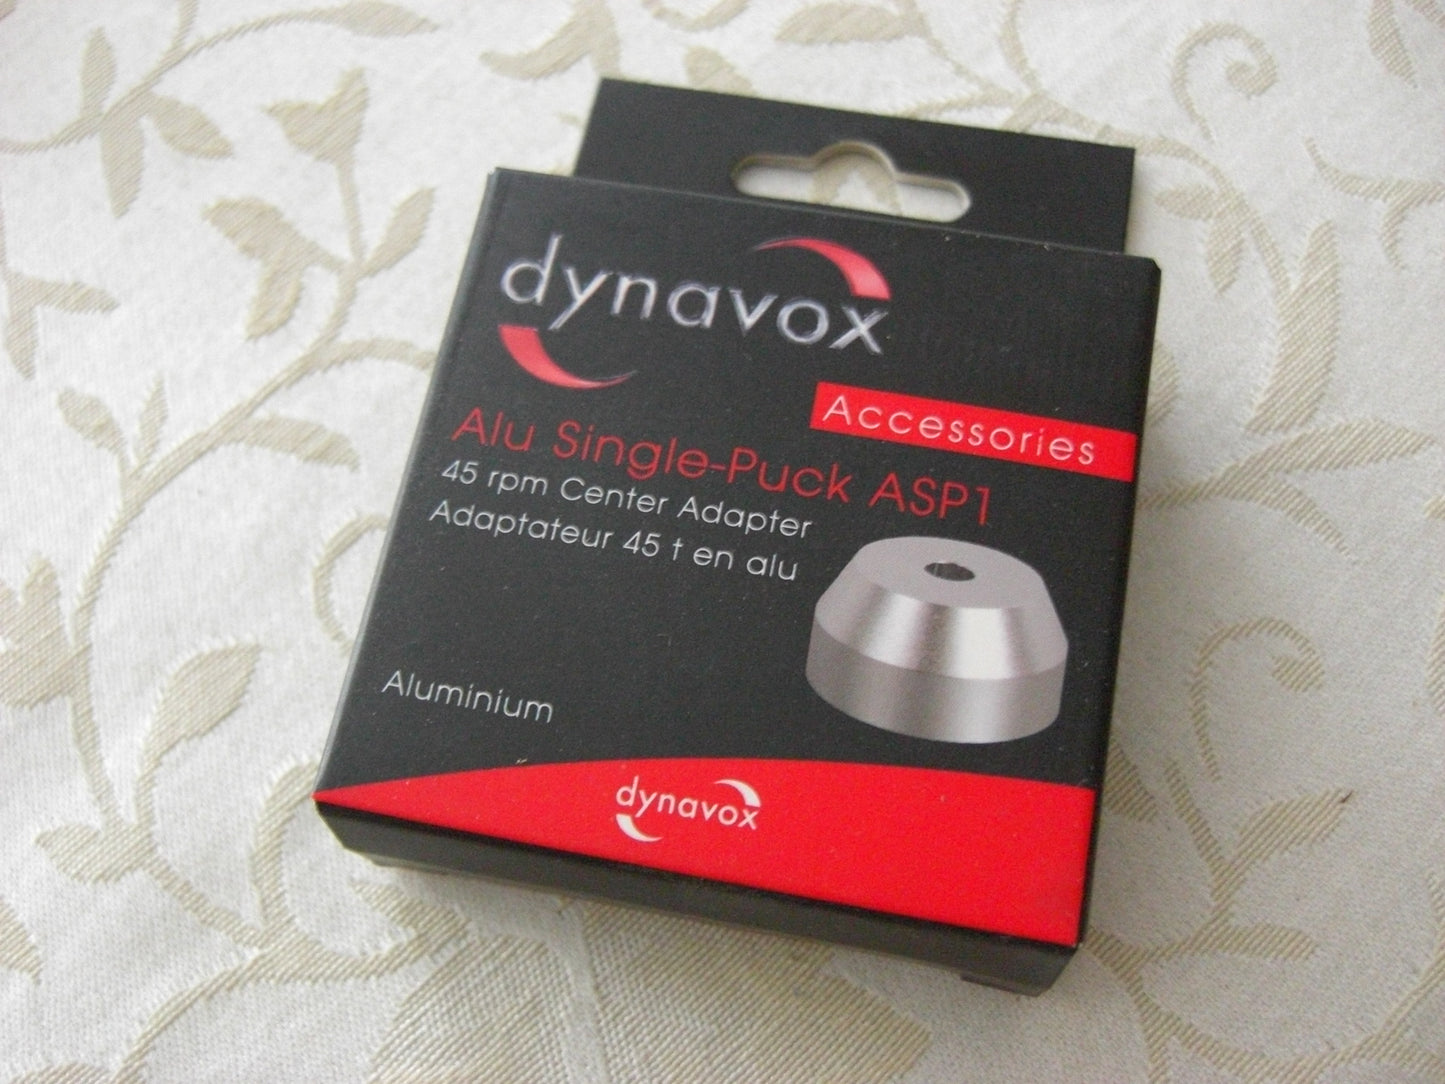 dynavox
Accessories
Alu Single-Puck ASP1
45 rpm Center Adapter
Adaptateur 45 t en alu
Aluminium
dynavox